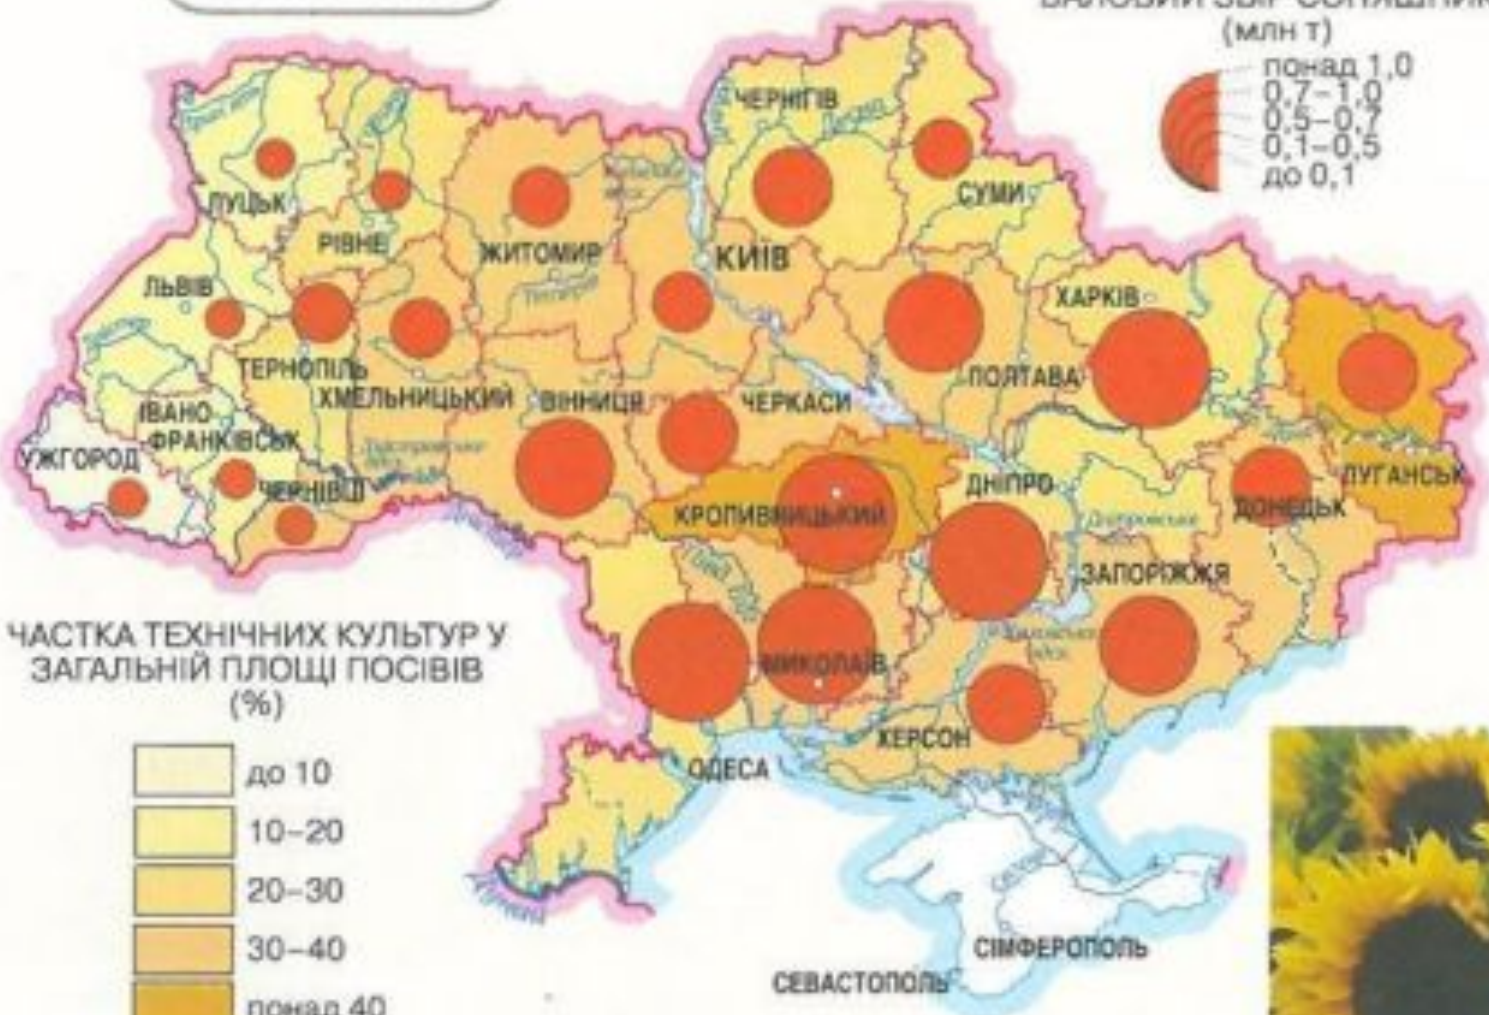 (млн т)
понад 1,0
0,7–1,0
0,5–0,7
0,1–0,5
до 0,1
ЧЕРНІГІВ
Десна
СУМИ
ЛУЦЬК
РІВНЕ
ЖИТОМИР
КИЇВ
ЛЬВІВ
ХАРКІВ
ТЕРНОПІЛЬ
ХМЕЛЬНИЦЬКИЙ
ВІННИЦЯ
ЧЕРКАСИ
ПОЛТАВА
ІВАНО-
ФРАНКІВСЬК
УЖГОРОД
ЧЕРНІВЦІ
КРОПИВНИЦЬКИЙ
ДНІПРО
ДОНЕЦЬК
ЛУГАНСЬК
ЗАПОРІЖЖЯ
МИКОЛАЇВ
ХЕРСОН
ОДЕСА
СІМФЕРОПОЛЬ
СЕВАСТОПОЛЬ
ЧАСТКА ТЕХНІЧНИХ КУЛЬТУР У
ЗАГАЛЬНІЙ ПЛОЩІ ПОСІВІВ
(%)
до 10
10–20
20–30
30–40
понад 40